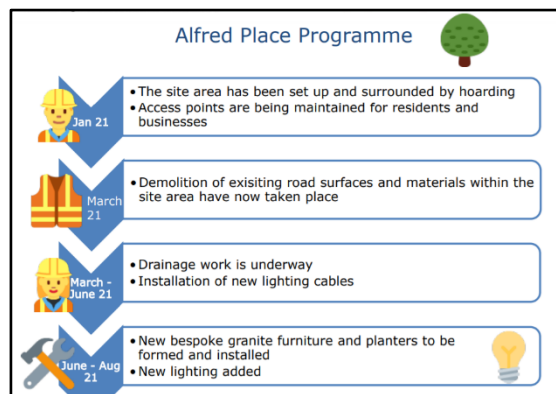 Alfred Place Programme
Jan 21
• The site area has been set up and surrounded by hoarding
• Access points are being maintained for residents and
businesses
March
21
• Demolition of exisiting road surfaces and materials within the
site area have now taken place
March -
June 21
• Drainage work is underway
• Installation of new lighting cables
June - Aug
21
• New bespoke granite furniture and planters to be
formed and installed
• New lighting added